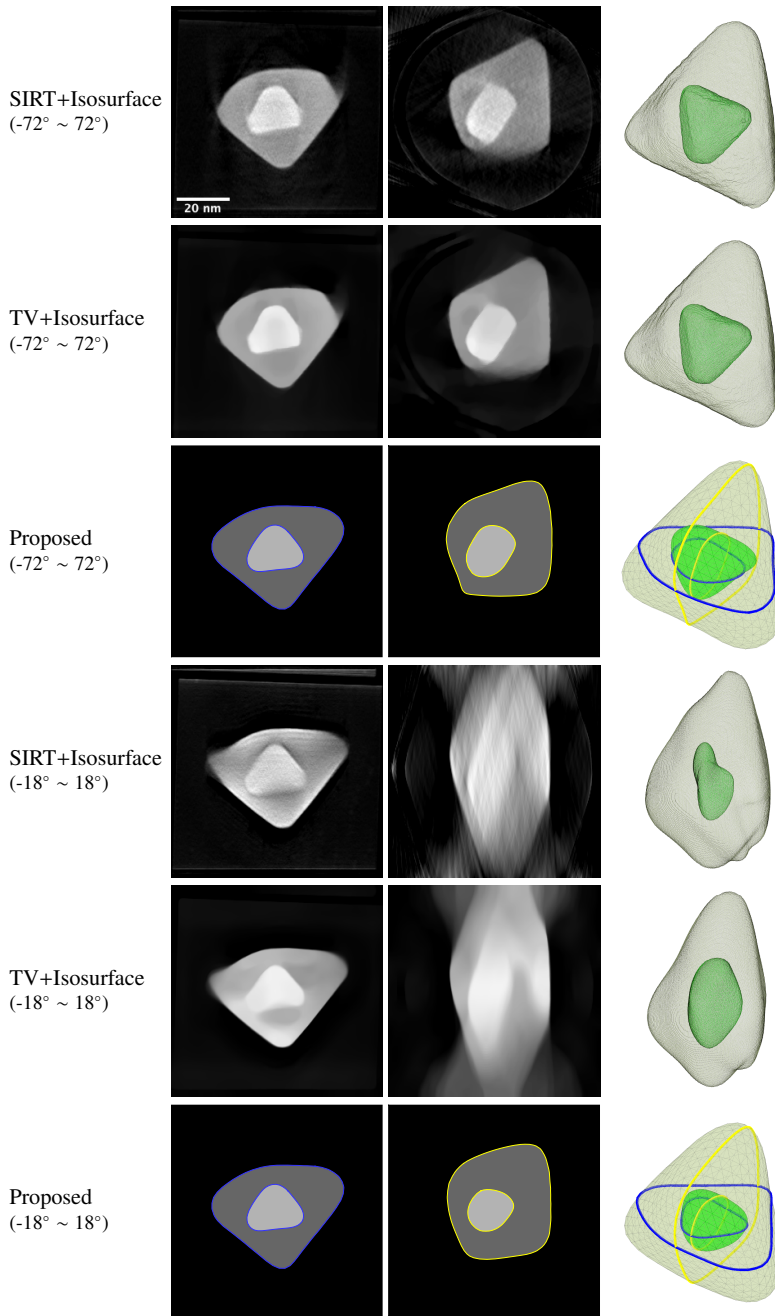 SIRT+Isosurface
(-72° ~ 72°)
20 nm
TV+Isosurface
(-72° ~ 72°)
Proposed
(-72° ~ 72°)
SIRT+Isosurface
(-18° ~ 18°)
TV+Isosurface
(-18° ~ 18°)
Proposed
(-18° ~ 18°)